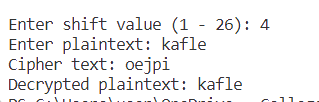 Enter shift value (1 - 26): 4
Enter plaintext: kafle
Cipher text: oejpi
Decrypted plaintext: kafle